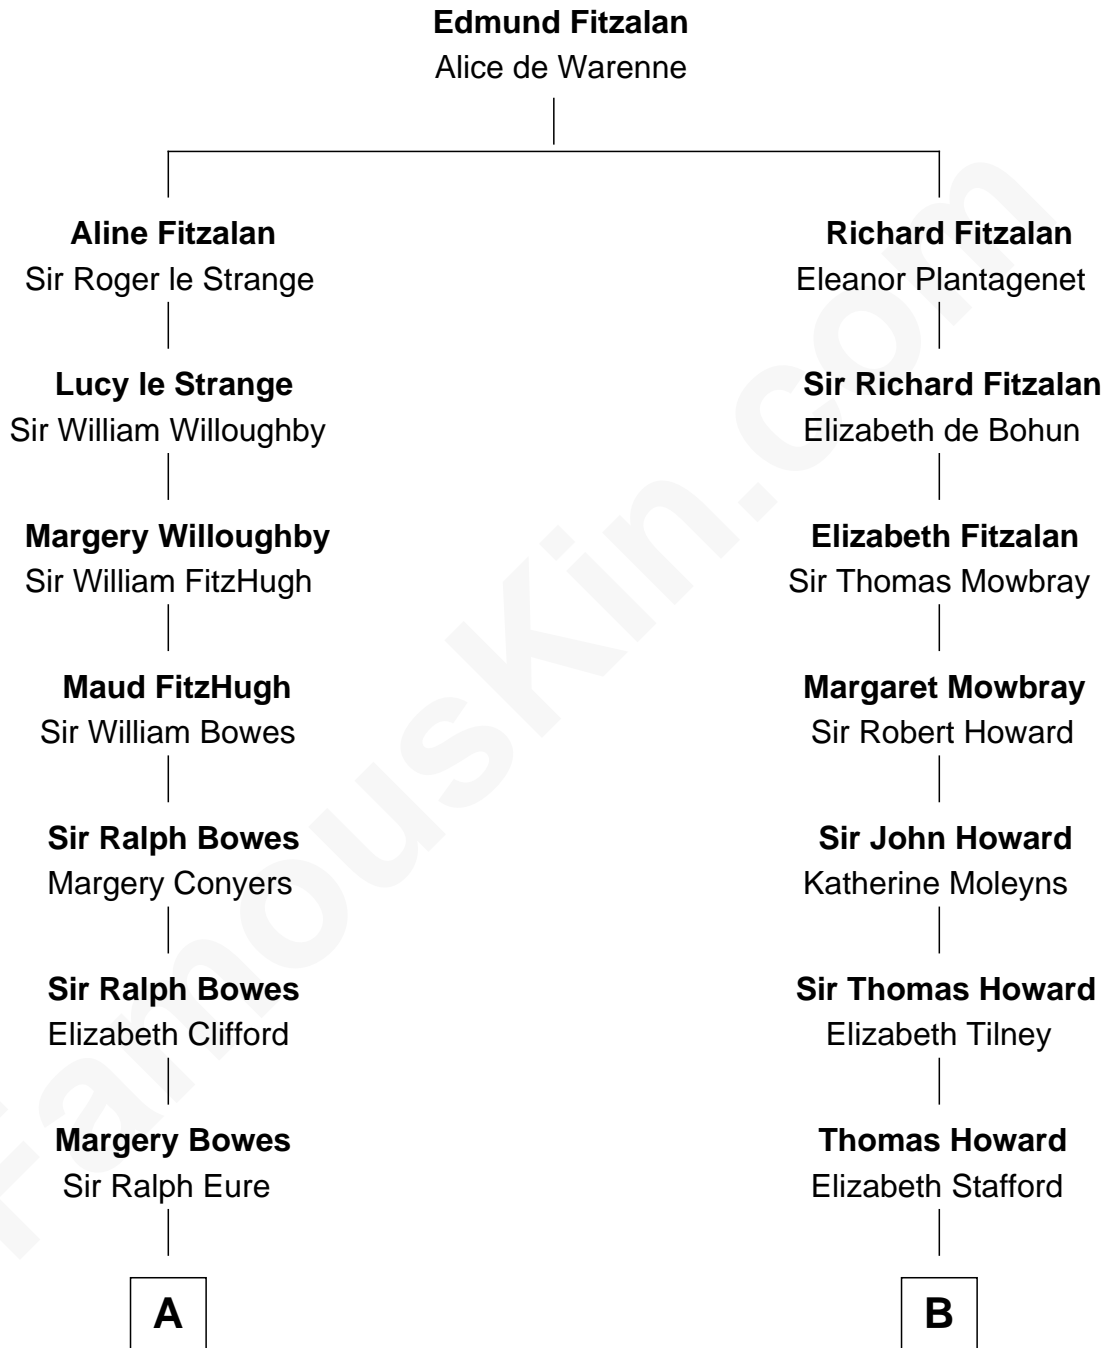 Edmund Fitzalan
Alice de Warenne
Aline Fitzalan
Sir Roger le Strange
Richard Fitzalan
Eleanor Plantagenet
Lucy le Strange
Sir William Willoughby
Sir Richard Fitzalan
Elizabeth de Bohun
Margery Willoughby
Sir William FitzHugh
Elizabeth Fitzalan
Sir Thomas Mowbray
Maud FitzHugh
Sir William Bowes
Margaret Mowbray
Sir Robert Howard
Sir Ralph Bowes
Margery Conyers
Sir John Howard
Katherine Moleyns
Sir Ralph Bowes
Elizabeth Clifford
Sir Thomas Howard
Elizabeth Tilney
Margery Bowes
Sir Ralph Eure
Thomas Howard
Elizabeth Stafford
A
B
FamousKin.com